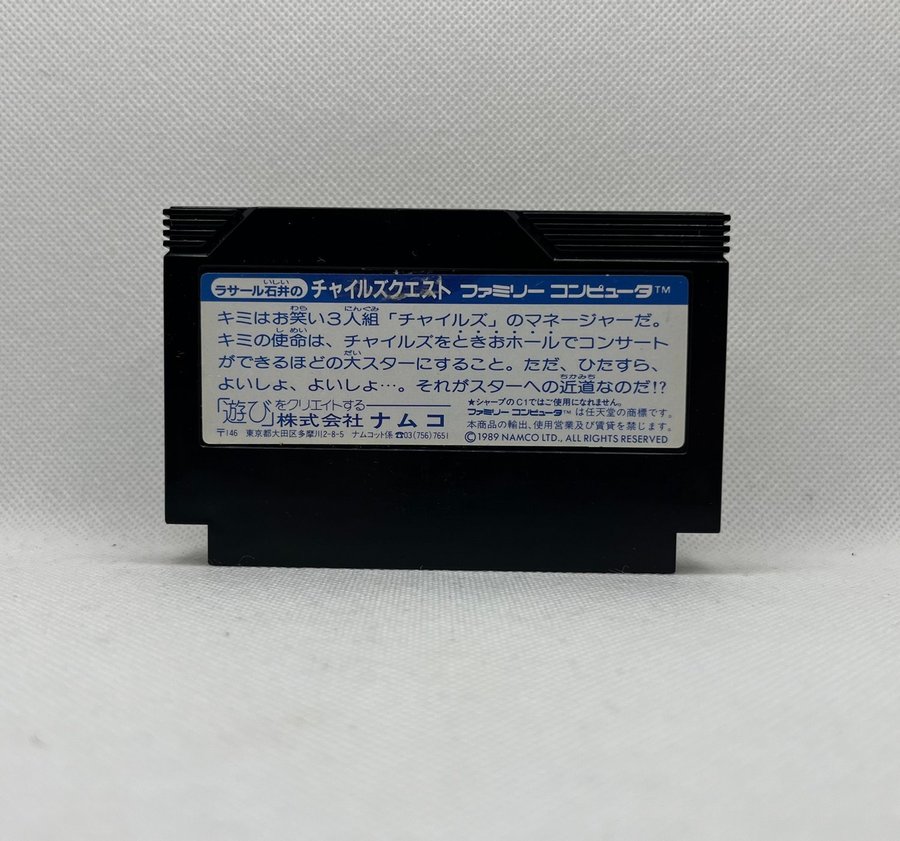 ラサール石井のチャイルズクエスト ファミリー コンピュータ™
キミはお笑い3人組「チャイルズ」のマネージャーだ。
キミの使命は、チャイルズをときおホールでコンサート
ができるほどの大スターにすること。ただ、ひたすら、
よいしょ、よいしょ…。それがスターへの近道なのだ!?
「遊び」をクリエイトする
株式会社 ナムコ
〒146 東京都大田区多摩川2-8-5 ナムコット係 ☎03(756)7651
★シャープのC1ではご使用になれません。
ファミリー コンピュータ™ は任天堂の商標です。
本商品の輸出、使用営業及び賃貸を禁じます。
©1989 NAMCO LTD., ALL RIGHTS RESERVED